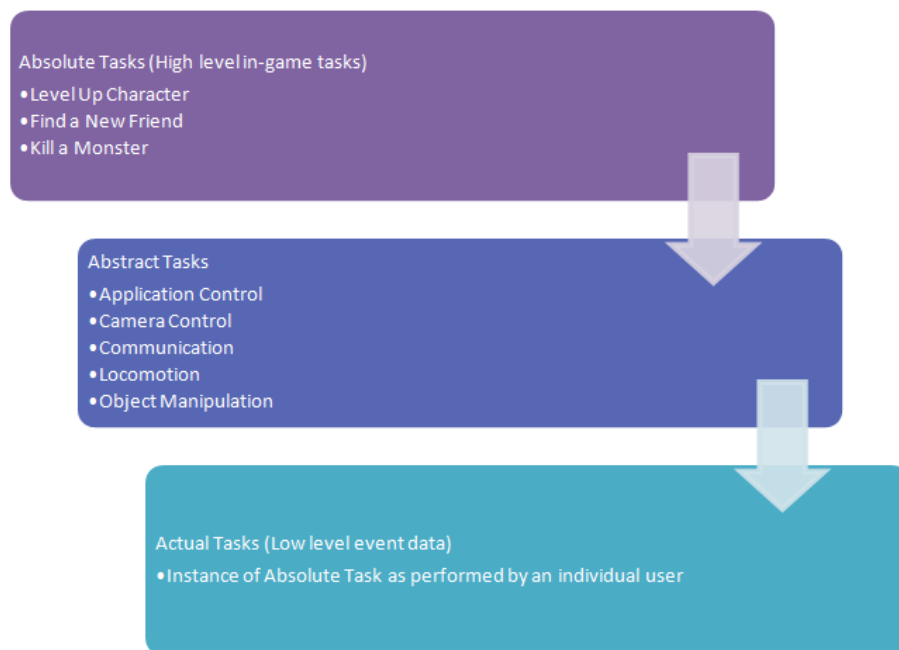 Absolute Tasks (High level in-game tasks)
•Level Up Character
•Find a New Friend
•Kill a Monster
Abstract Tasks
•Application Control
•Camera Control
•Communication
•Locomotion
•Object Manipulation
Actual Tasks (Low level event data)
•Instance of Absolute Task as performed by an individual user